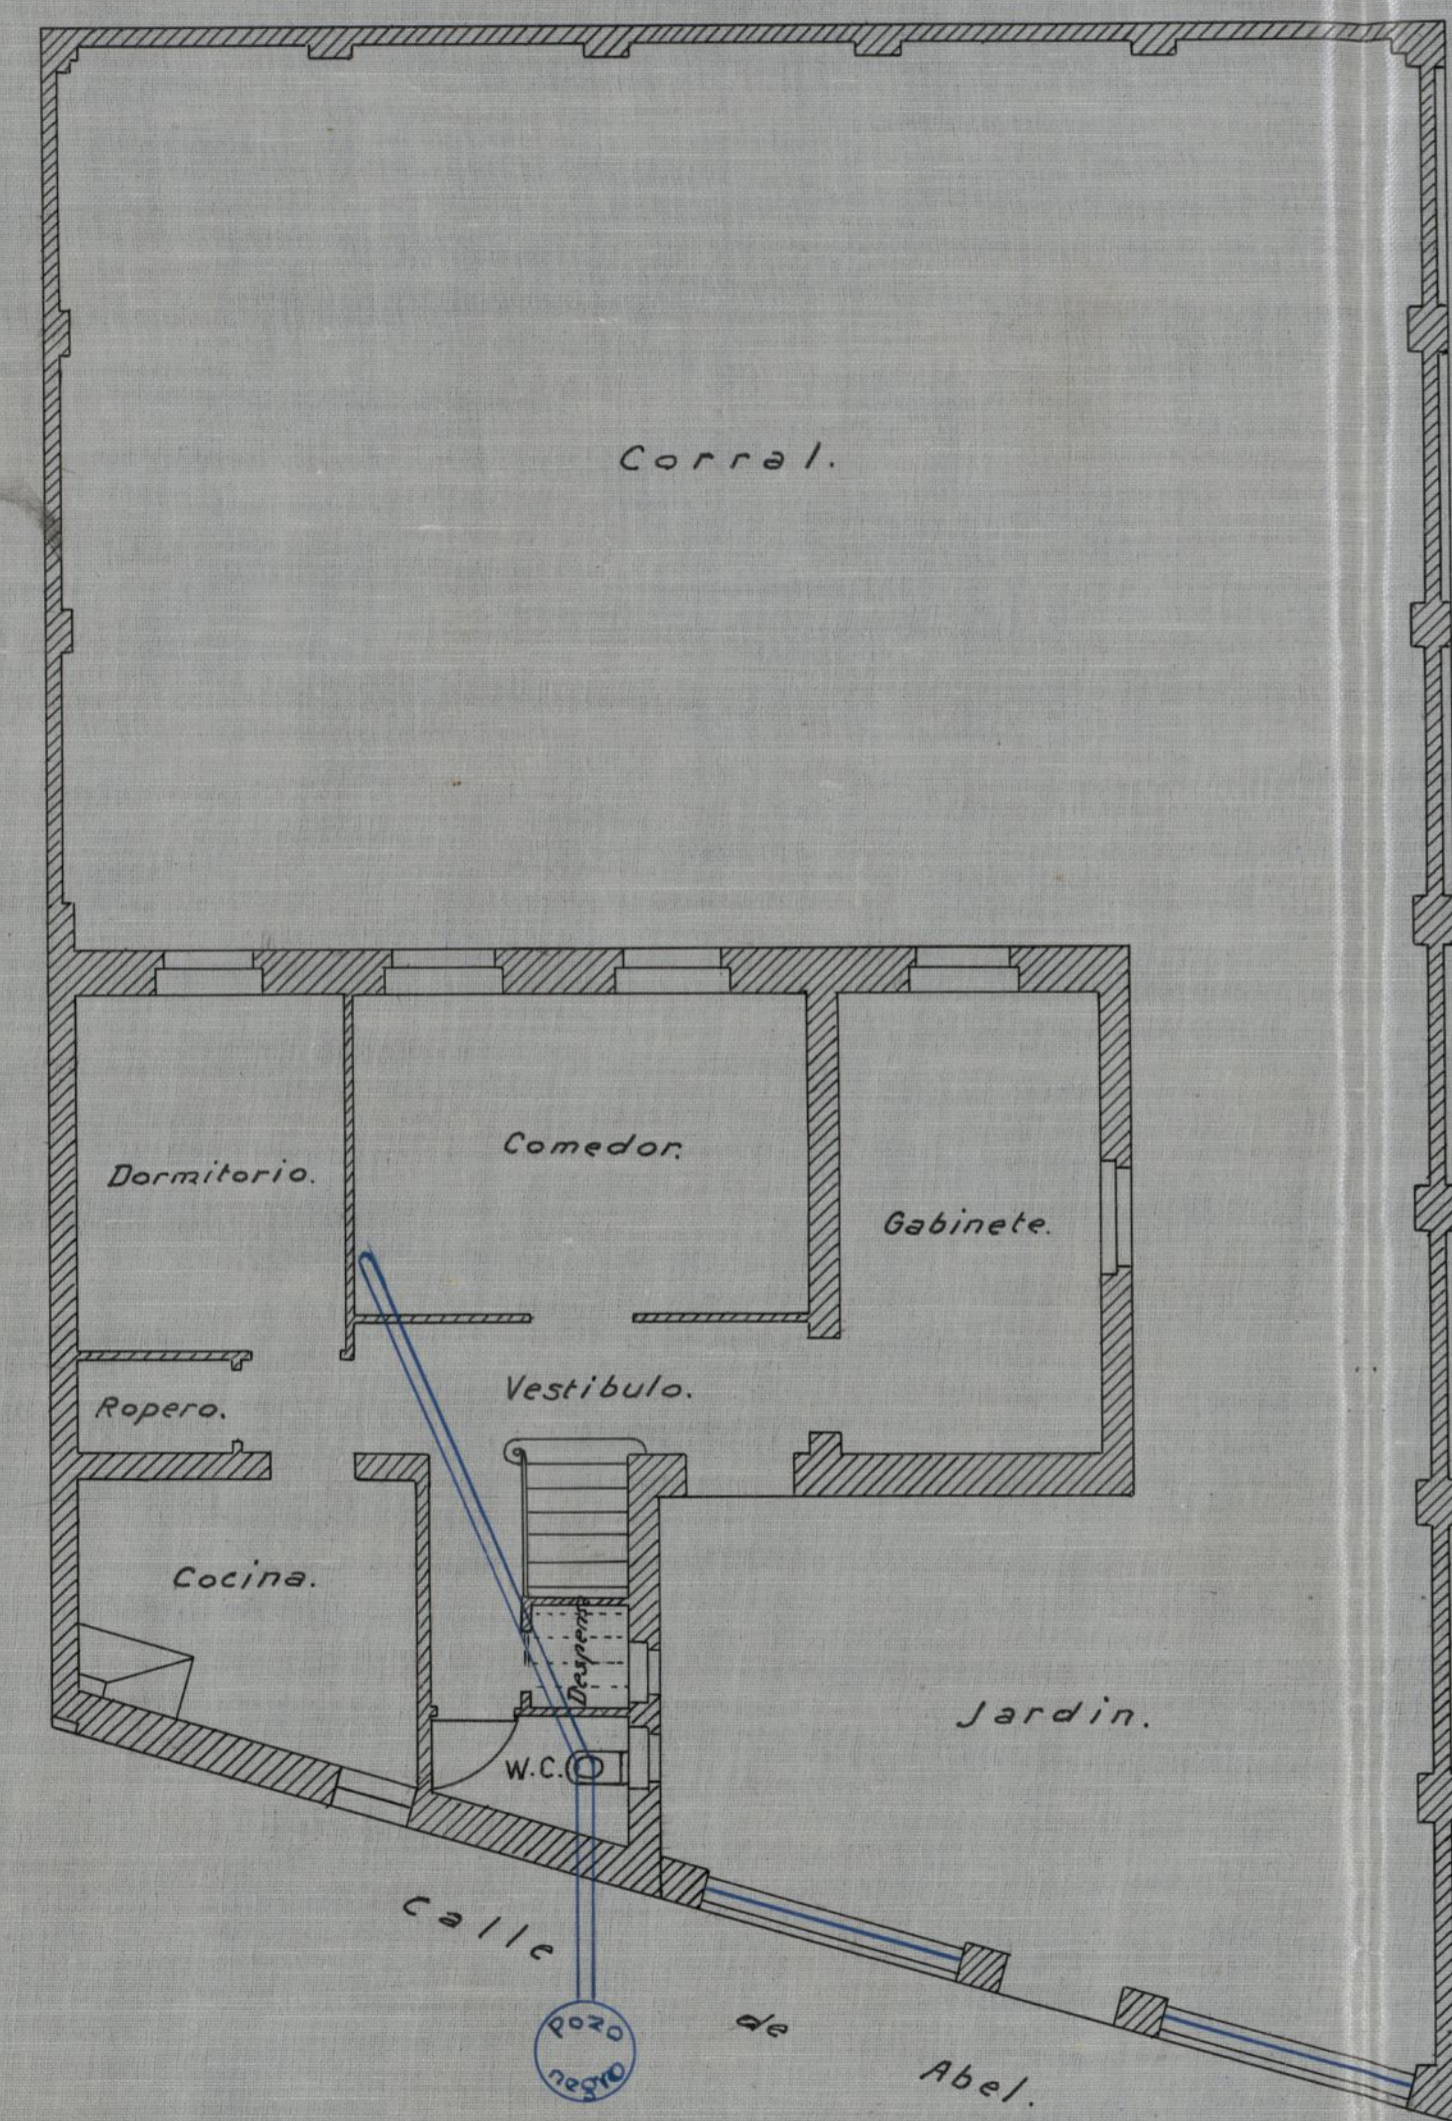 Corral.
Comedor.
Dormitorio.
Gabinete.
Vestibulo.
Ropero.
Cocina.
Despensa
Jardin.
W.C.
Calle de Abel.
pozo
negro